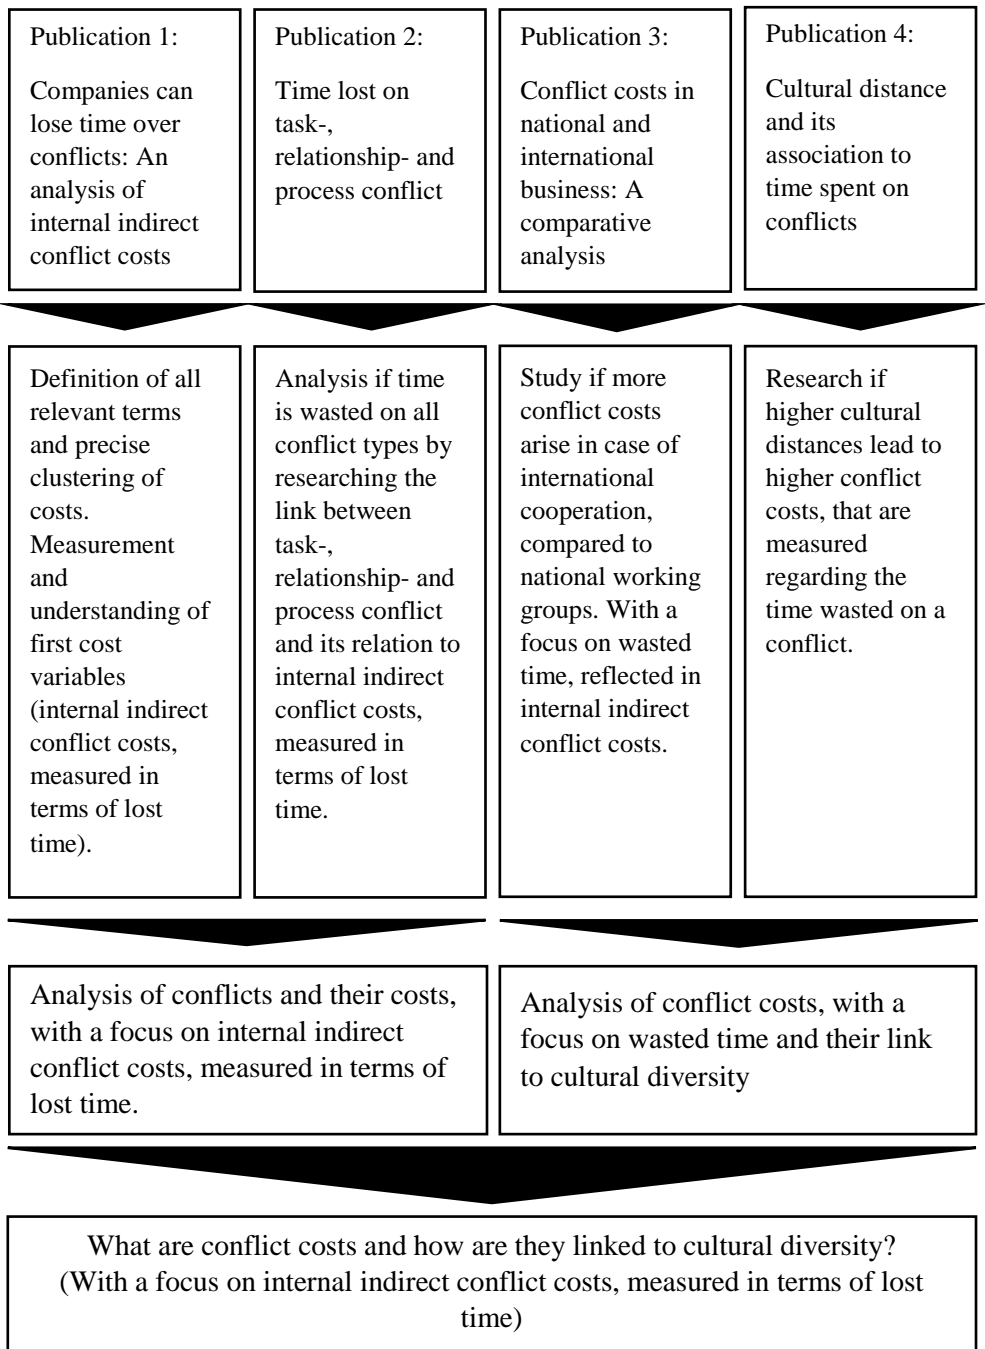 Publication 1:
Companies can
lose time over
conflicts: An
analysis of
internal indirect
conflict costs
Publication 2:
Time lost on
task-,
relationship- and
process conflict
Publication 3:
Conflict costs in
national and
international
business: A
comparative
analysis
Publication 4:
Cultural distance
and its
association to
time spent on
conflicts
Definition of all
relevant terms
and precise
clustering of
costs.
Measurement
and
understanding of
first cost
variables
(internal indirect
conflict costs,
measured in
terms of lost
time).
Analysis if time
is wasted on all
conflict types by
researching the
link between
task-,
relationship- and
process conflict
and its relation to
internal indirect
conflict costs,
measured in
terms of lost
time.
Study if more
conflict costs
arise in case of
international
cooperation,
compared to
national working
groups. With a
focus on wasted
time, reflected in
internal indirect
conflict costs.
Research if
higher cultural
distances lead to
higher conflict
costs, that are
measured
regarding the
time wasted on a
conflict.
Analysis of conflicts and their costs,
with a focus on internal indirect
conflict costs, measured in terms of
lost time.
Analysis of conflict costs, with a
focus on wasted time and their link
to cultural diversity
What are conflict costs and how are they linked to cultural diversity?
(With a focus on internal indirect conflict costs, measured in terms of lost
time)